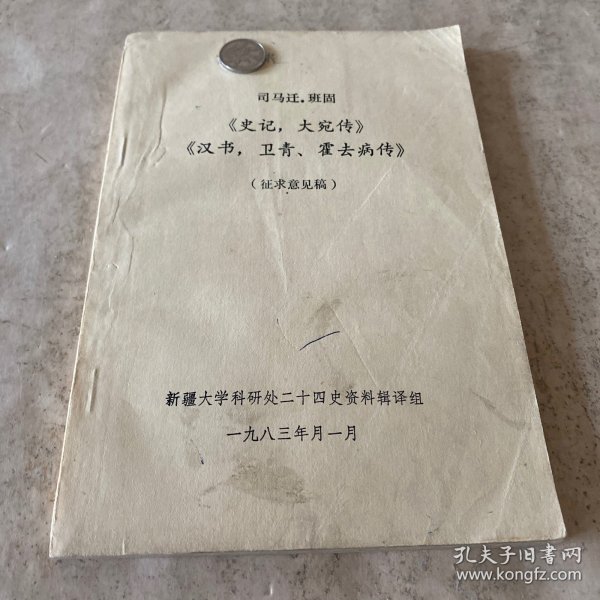 司马迁.班固
《史记，大宛传》
《汉书，卫青、霍去病传》
（征求意见稿）
新疆大学科研处二十四史资料辑译组
一九八三年月一月
孔夫子旧书网
www.kongfz.com